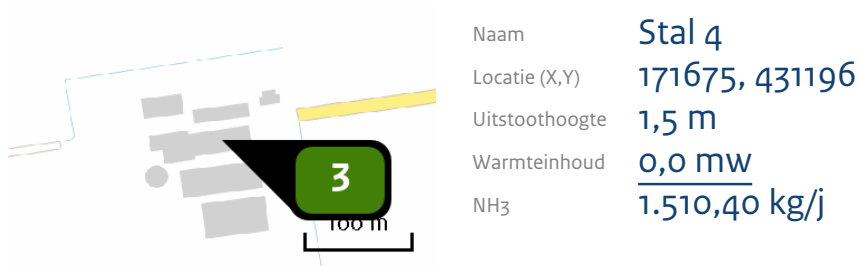 3
100 m
Naam Stal 4
Locatie (X,Y) 171675, 431196
Uitstoothoogte 1,5 m
Warmteinhoud 0,0 mw
NH3 1.510,40 kg/j